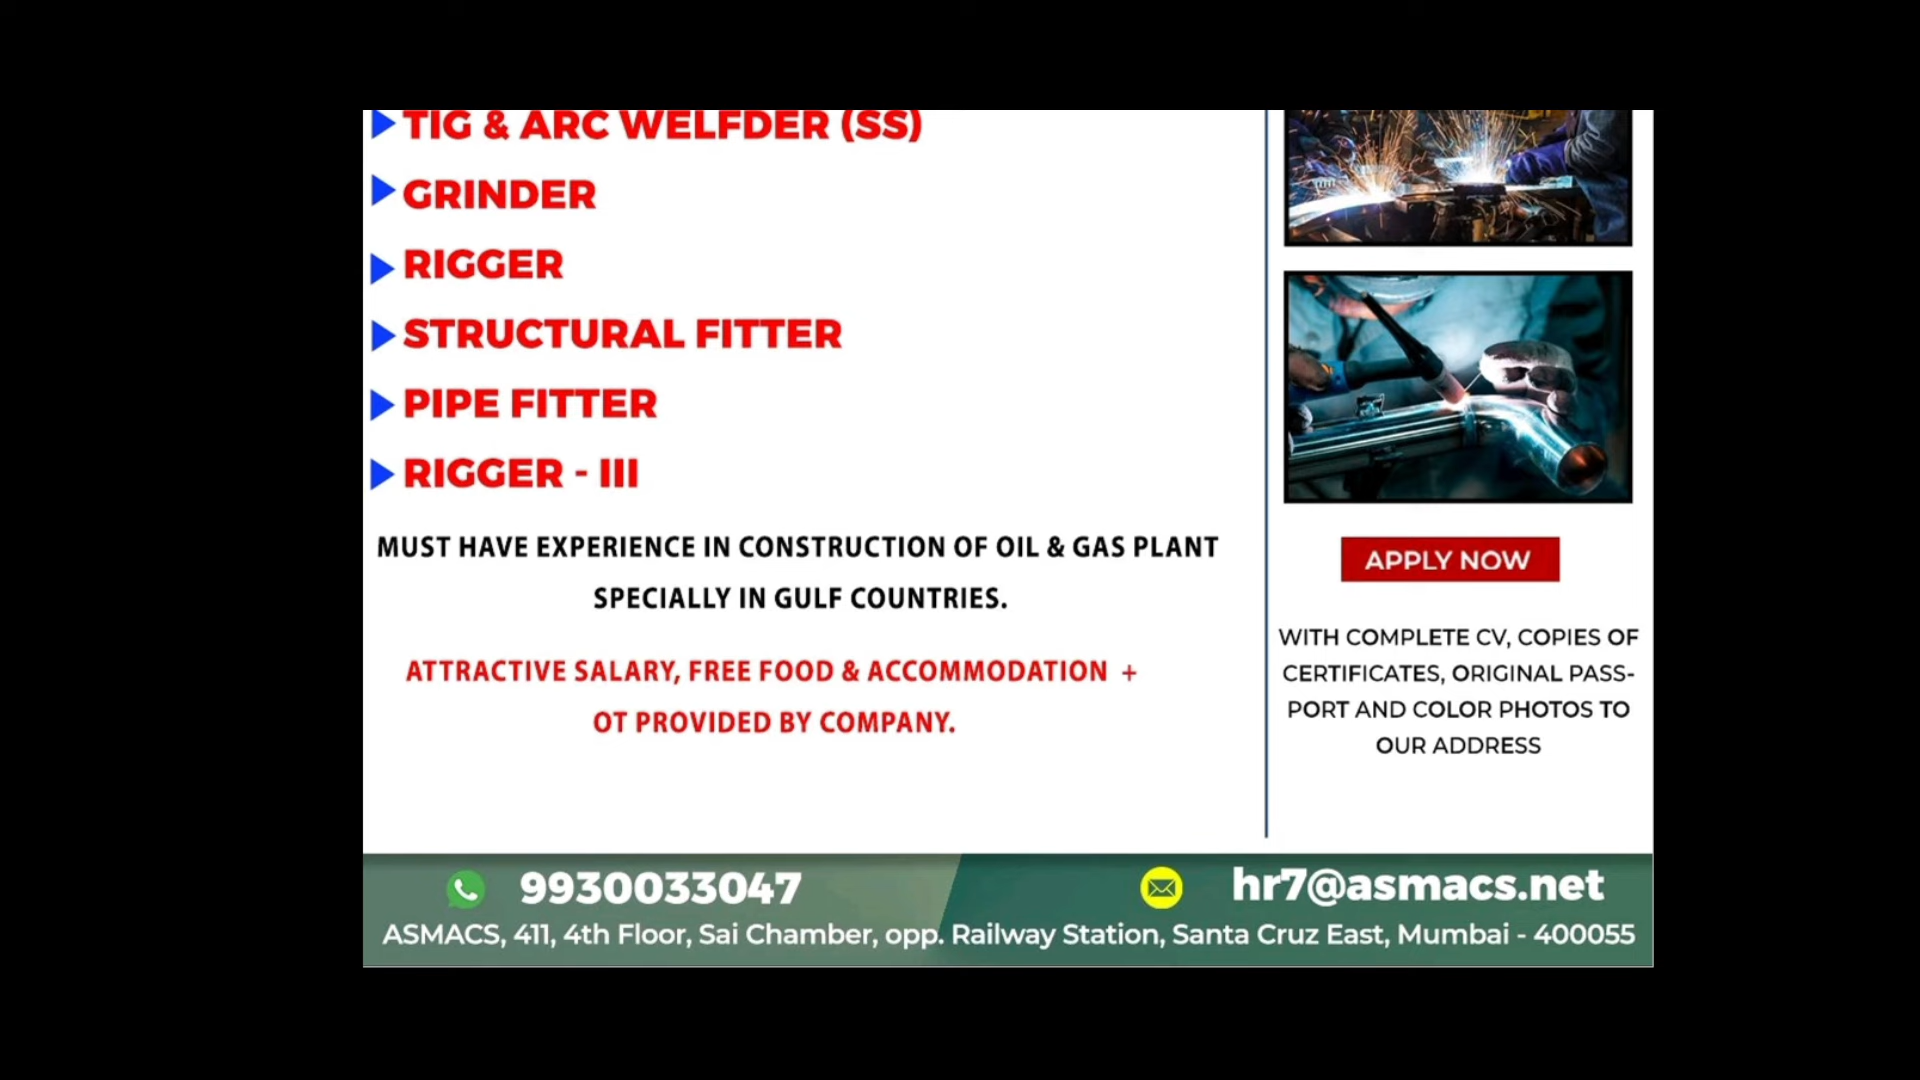 TIG & ARC WELFDER (SS)
GRINDER
RIGGER
STRUCTURAL FITTER
PIPE FITTER
RIGGER - III
MUST HAVE EXPERIENCE IN CONSTRUCTION OF OIL & GAS PLANT
SPECIALLY IN GULF COUNTRIES.
ATTRACTIVE SALARY, FREE FOOD & ACCOMMODATION +
OT PROVIDED BY COMPANY.
APPLY NOW
WITH COMPLETE CV, COPIES OF
CERTIFICATES, ORIGINAL PASS-
PORT AND COLOR PHOTOS TO
OUR ADDRESS
9930033047
hr7@asmacs.net
ASMACS, 411, 4th Floor, Sai Chamber, opp. Railway Station, Santa Cruz East, Mumbai - 400055